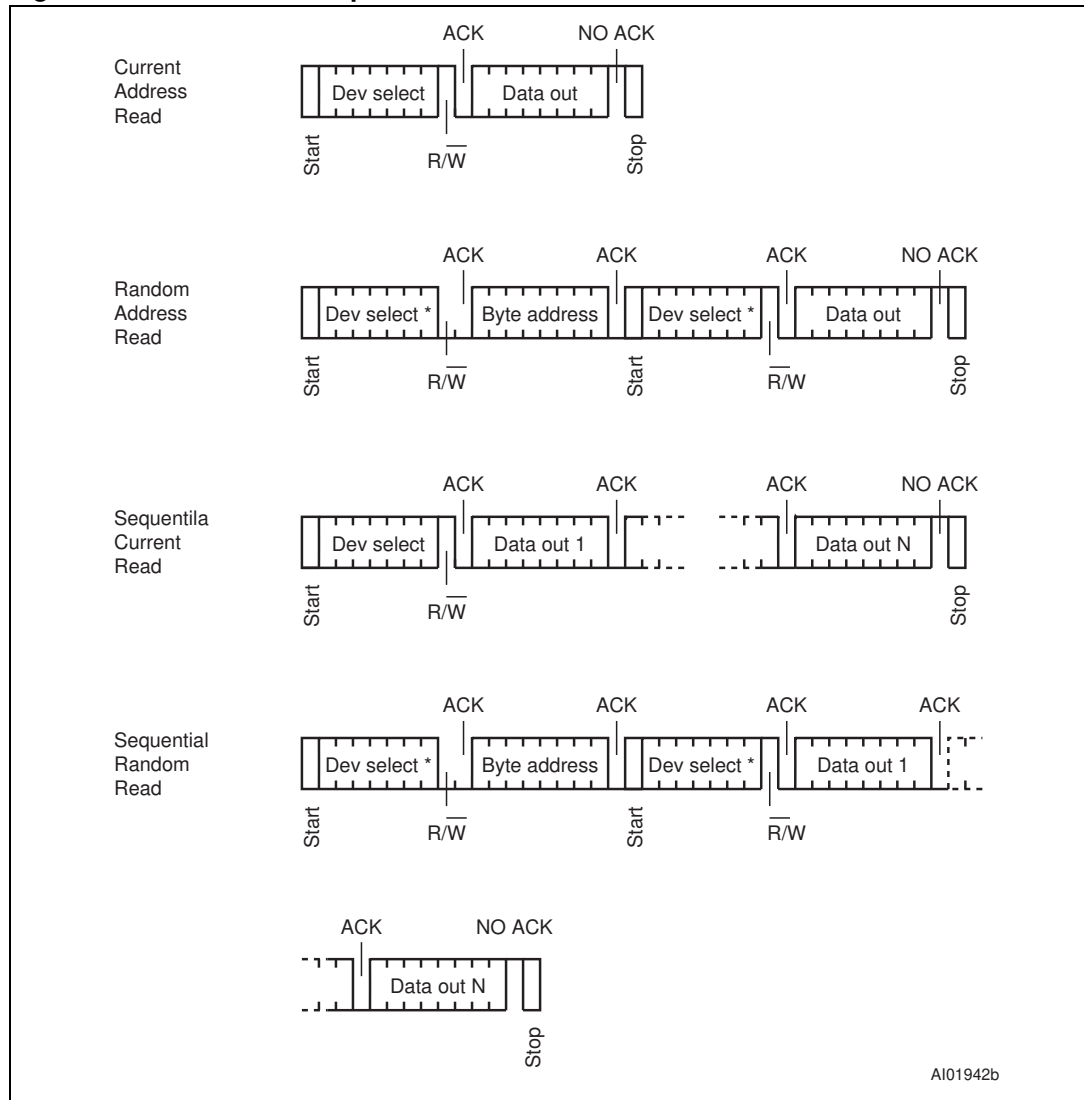 ACK NO ACK
Current
Address
Read
Dev select Data out
Start
R/W
Stop
ACK ACK ACK NO ACK
Random
Address
Read
Dev select * Byte address Dev select * Data out
Start
R/W
Start
R/W
Stop
ACK ACK ACK NO ACK
Sequentila
Current
Read
Dev select Data out 1 Data out N
Start
R/W
Stop
ACK ACK ACK ACK
Sequential
Random
Read
Dev select * Byte address Dev select * Data out 1
Start
R/W
Start
R/W
ACK NO ACK
Data out N
Stop
AI01942b